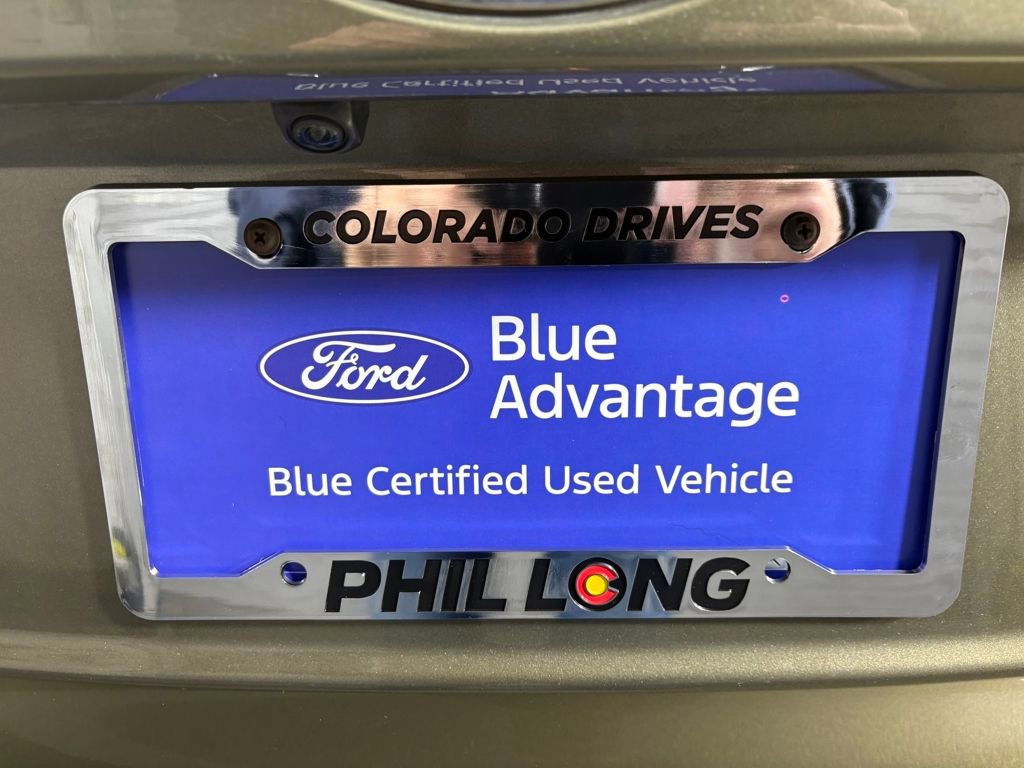 COLORADO DRIVES
Ford
Blue
Advantage
Blue Certified Used Vehicle
PHIL LONG